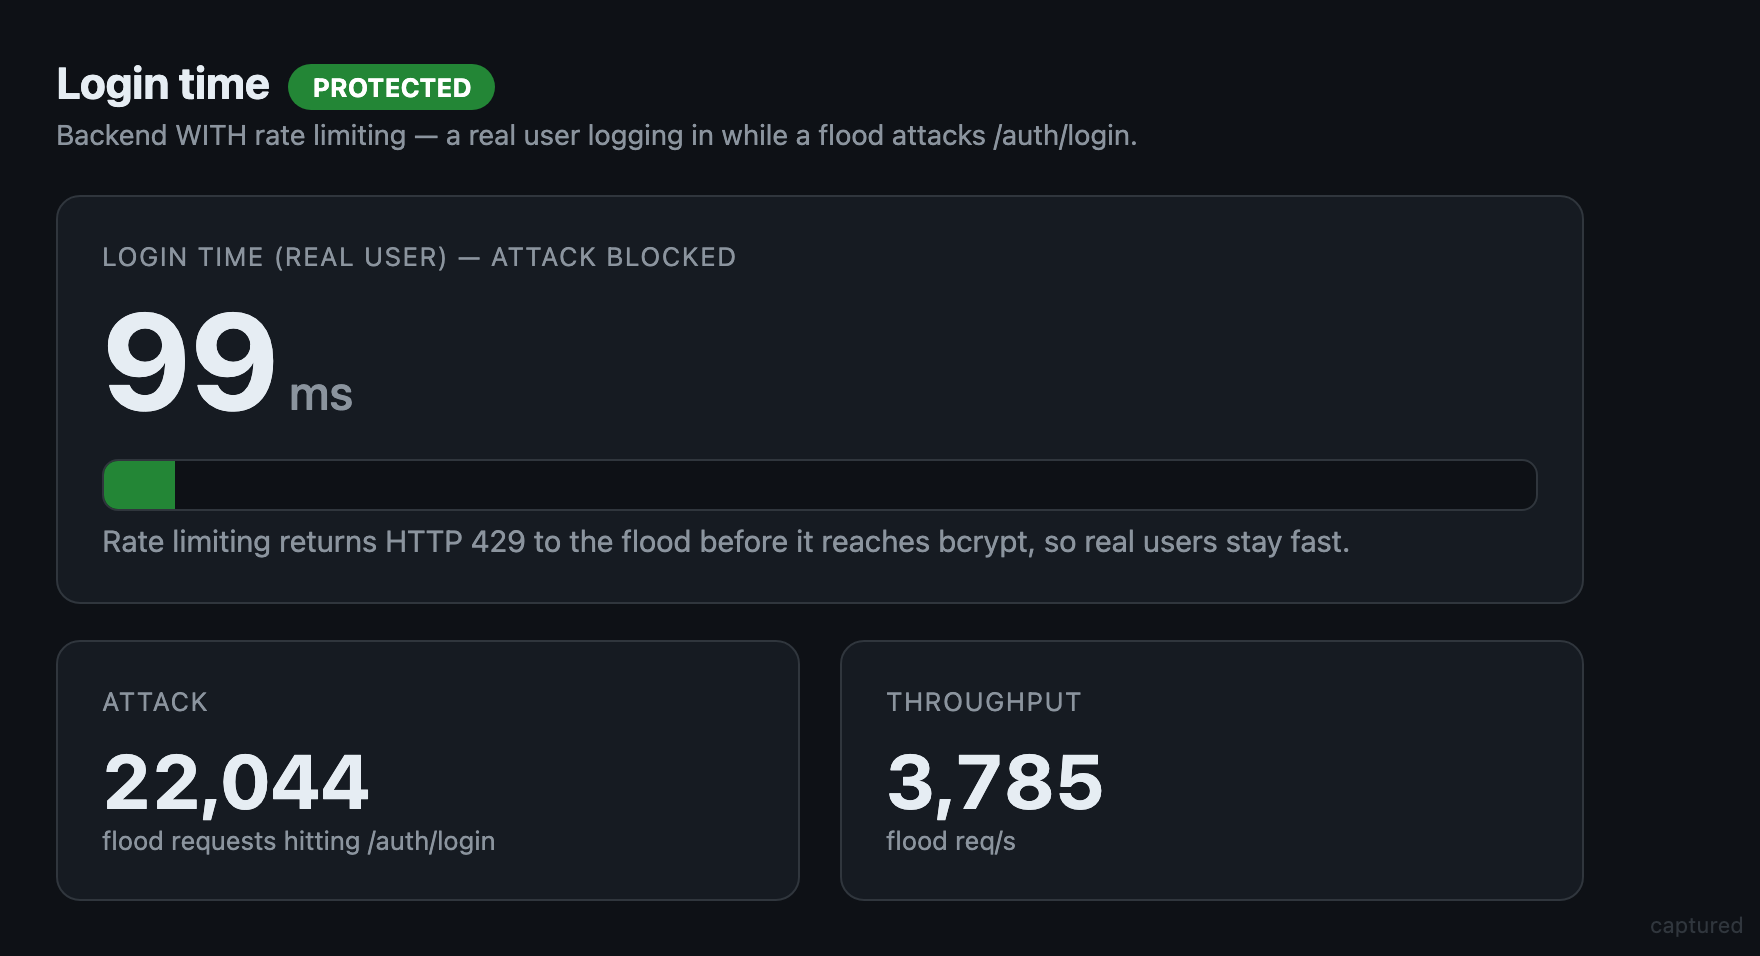 Login time PROTECTED
Backend WITH rate limiting — a real user logging in while a flood attacks /auth/login.
LOGIN TIME (REAL USER) — ATTACK BLOCKED
99 ms
Rate limiting returns HTTP 429 to the flood before it reaches bcrypt, so real users stay fast.
ATTACK
22,044
flood requests hitting /auth/login
THROUGHPUT
3,785
flood req/s
captured